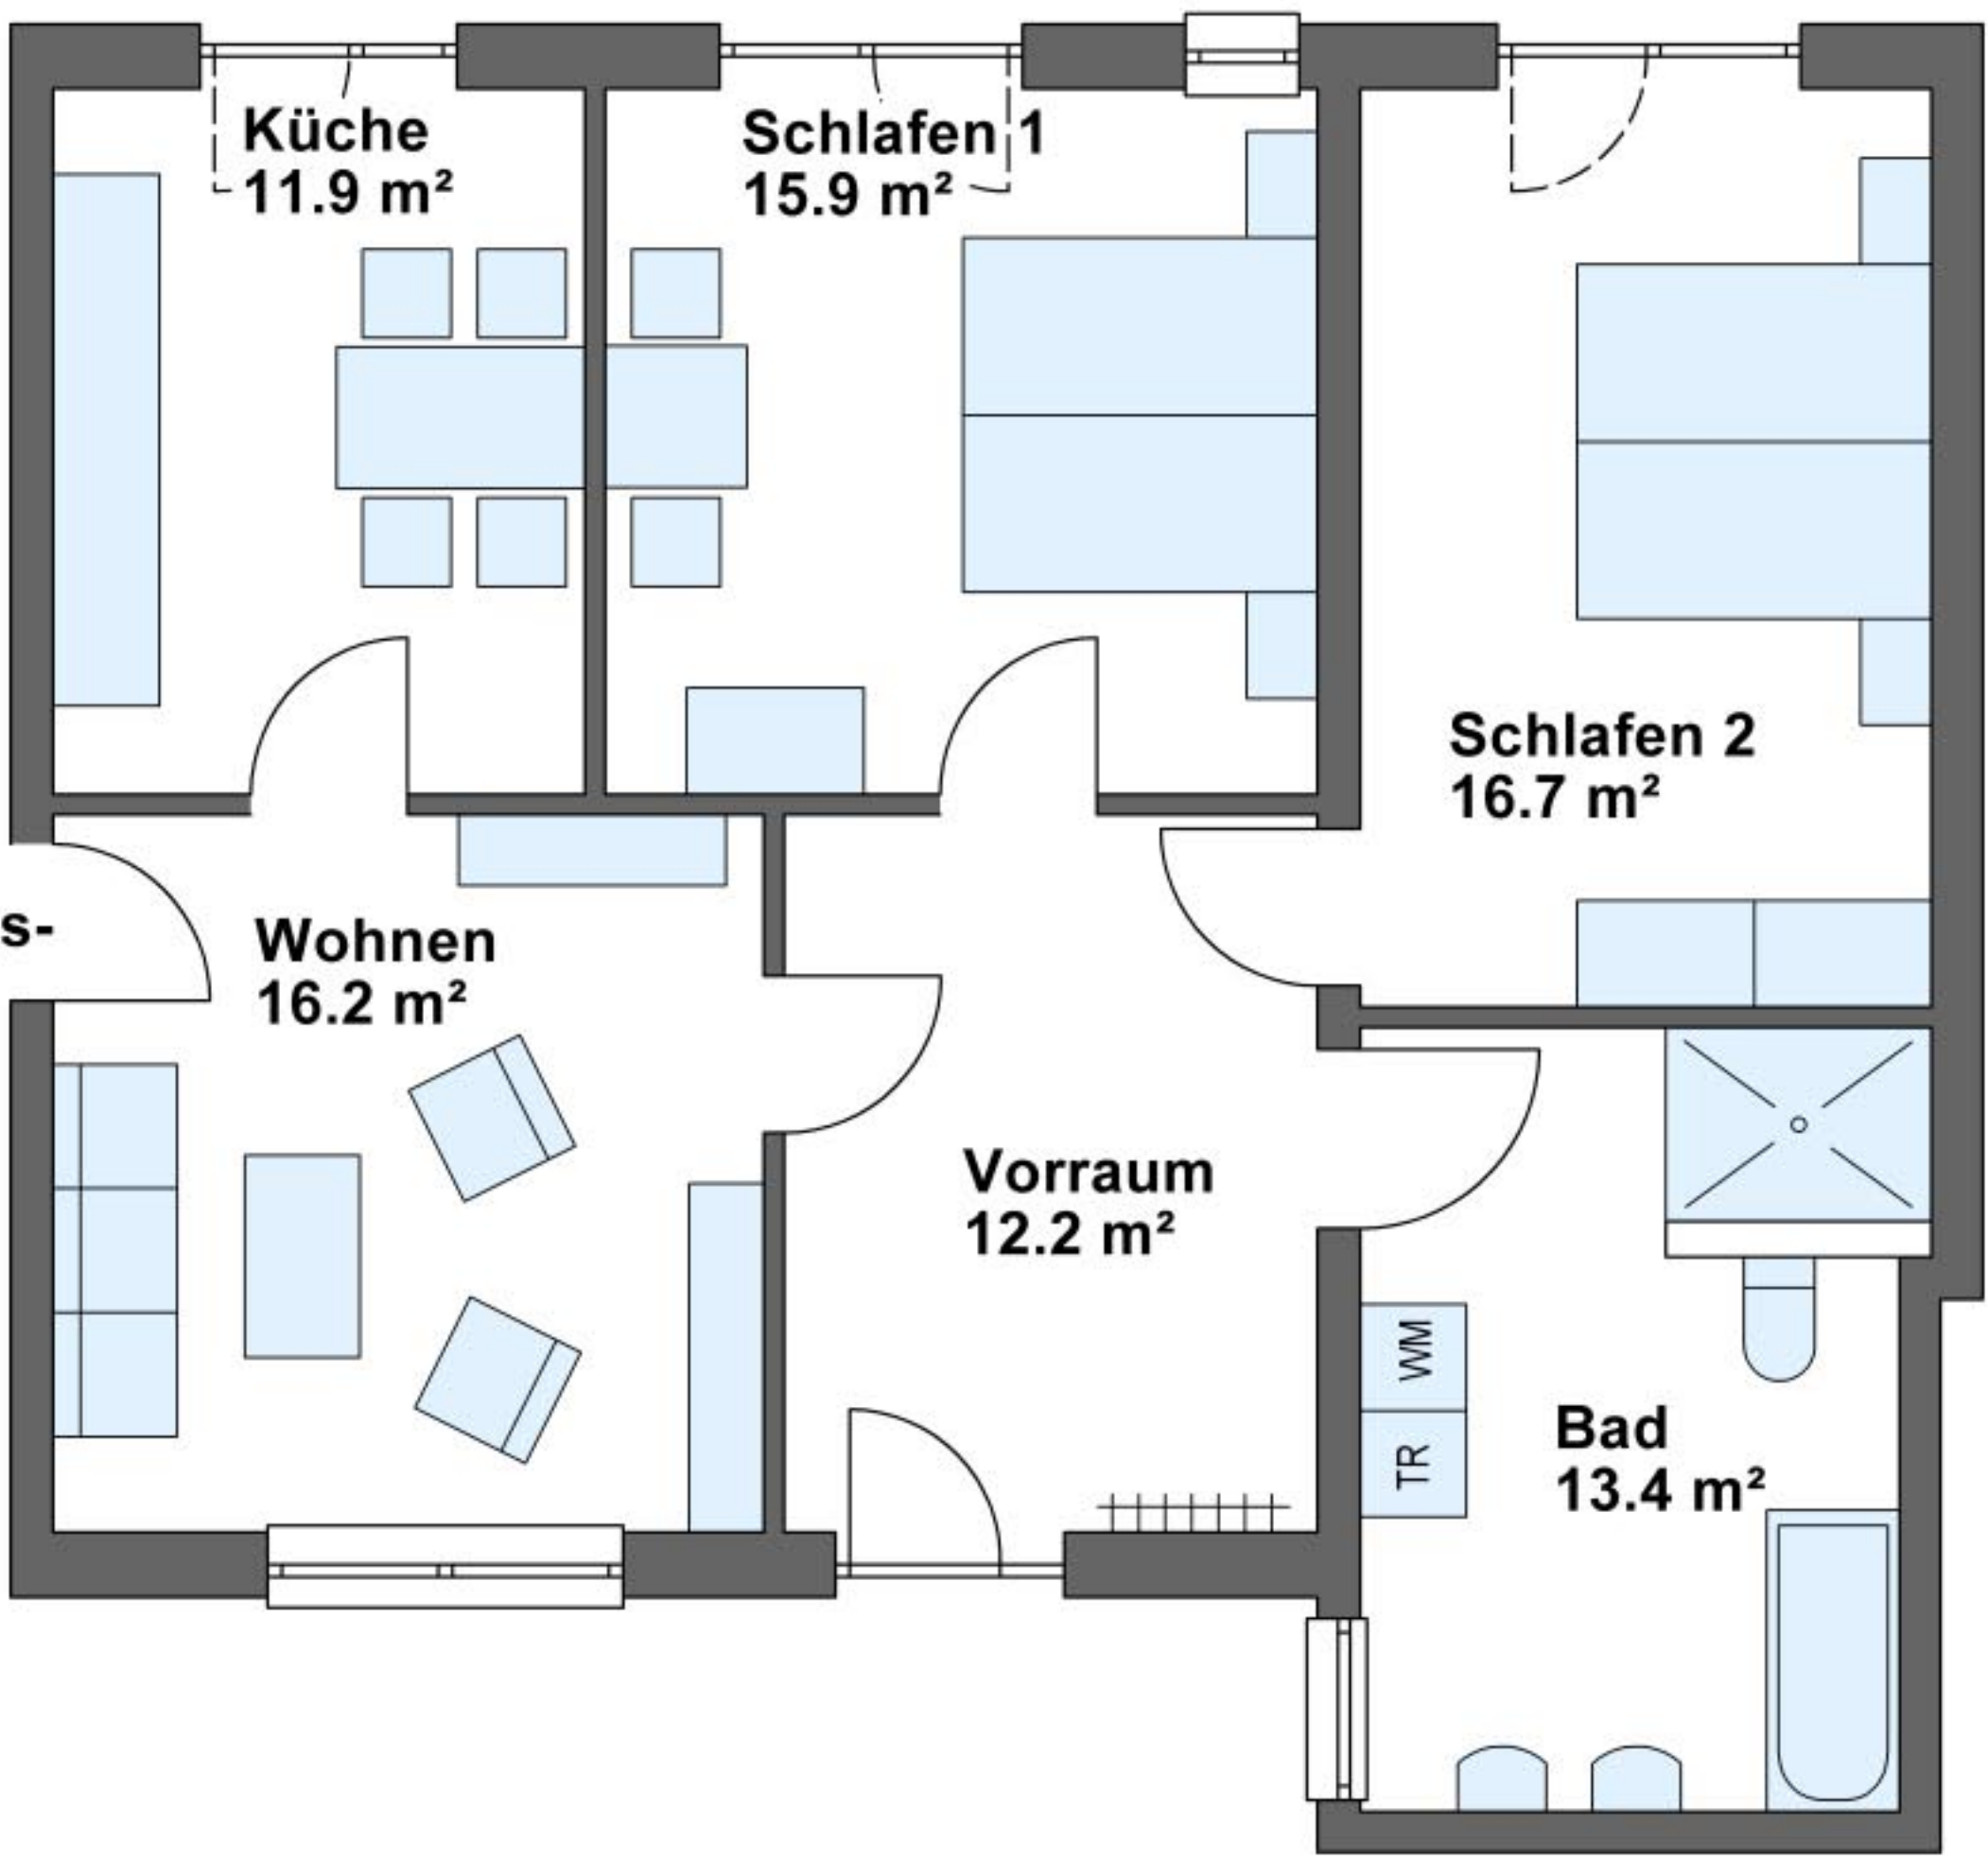 Küche
11.9 m²
Schlafen 1
15.9 m²
Schlafen 2
16.7 m²
s-
Wohnen
16.2 m²
Vorraum
12.2 m²
WM
TR
Bad
13.4 m²